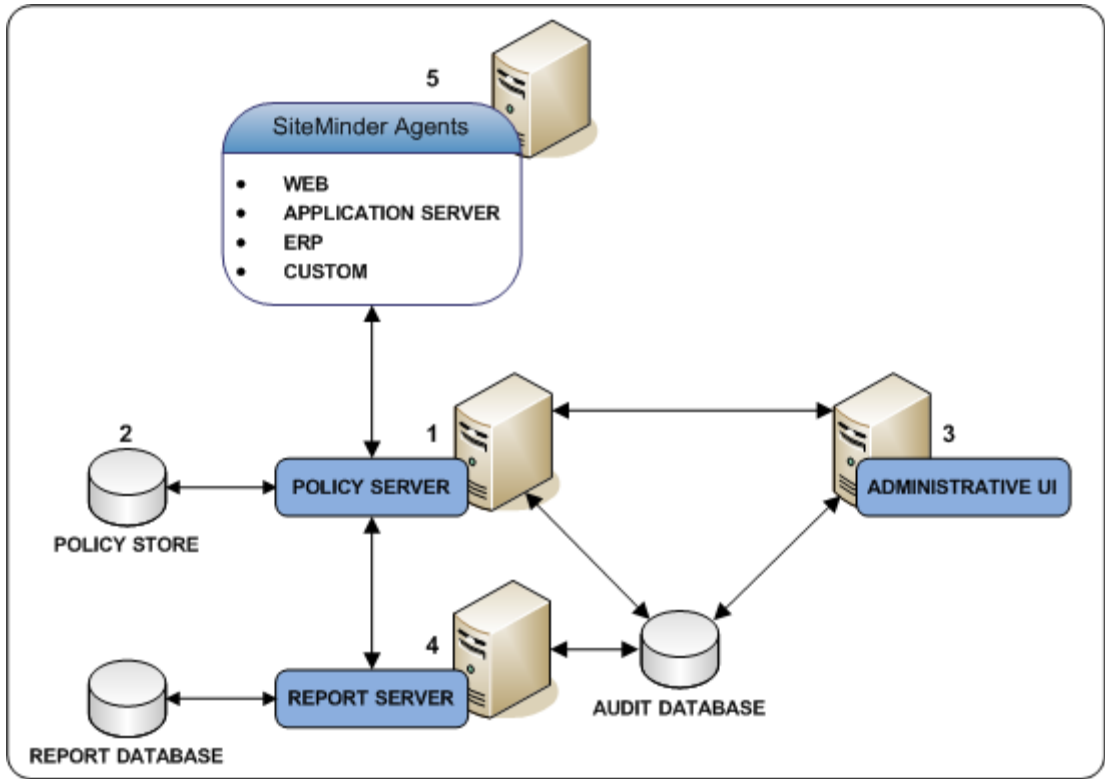 5
SiteMinder Agents
• WEB
• APPLICATION SERVER
• ERP
• CUSTOM
2
1
3
POLICY SERVER
ADMINISTRATIVE UI
POLICY STORE
4
REPORT SERVER
AUDIT DATABASE
REPORT DATABASE